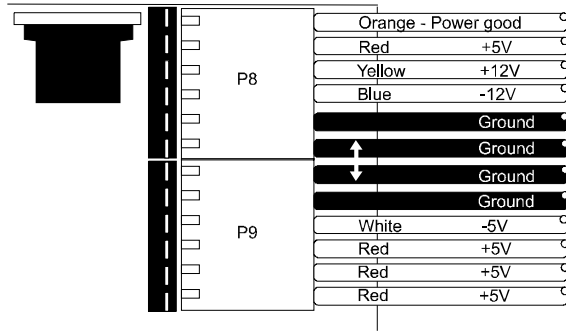 Orange - Power good
Red +5V
Yellow +12V
P8
Blue -12V
Ground
Ground
Ground
Ground
White -5V
P9
Red +5V
Red +5V
Red +5V